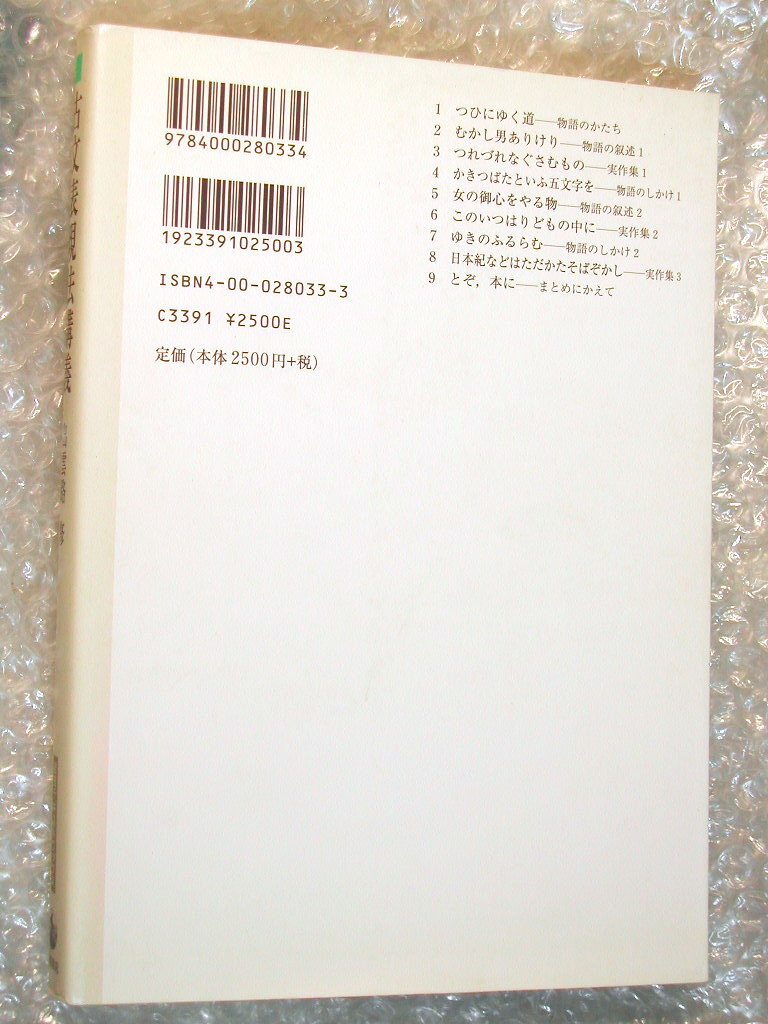 9784000280334
1923391025003
ISBN4-00-028033-3
C3391 ¥2500E
定価(本体2500円+税)
1 つひにゆく道——物語のかたち
2 むかし男ありけり——物語の叙述1
3 つれづれなぐさむもの——実作集1
4 かきつばたといふ五文字を——物語のしかけ1
5 女の御心をやる物——物語の叙述2
6 このいつはりどもの中に——実作集2
7 ゆきのふるらむ——物語のしかけ2
8 日本紀などはただかたそばぞかし——実作集3
9 とぞ,本に——まとめにかえて
古文表現法講義